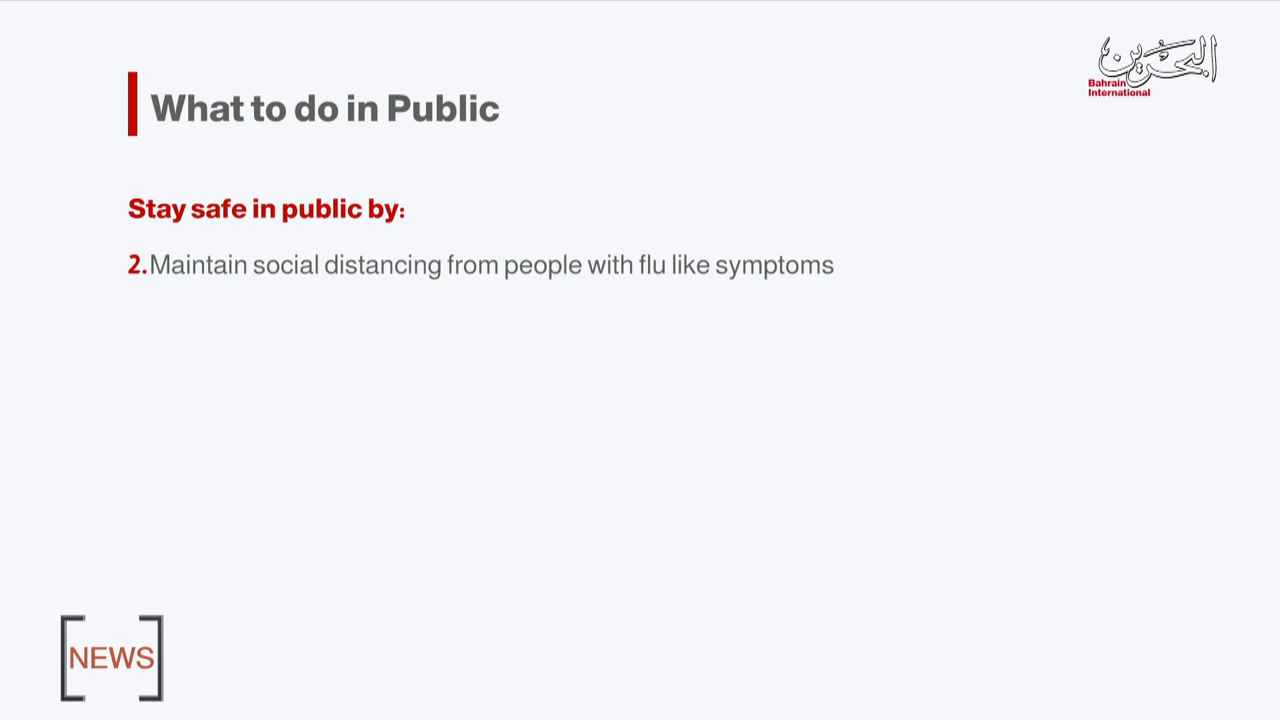 البحرين
Bahrain
International
What to do in Public
Stay safe in public by:
2.Maintain social distancing from people with flu like symptoms
NEWS